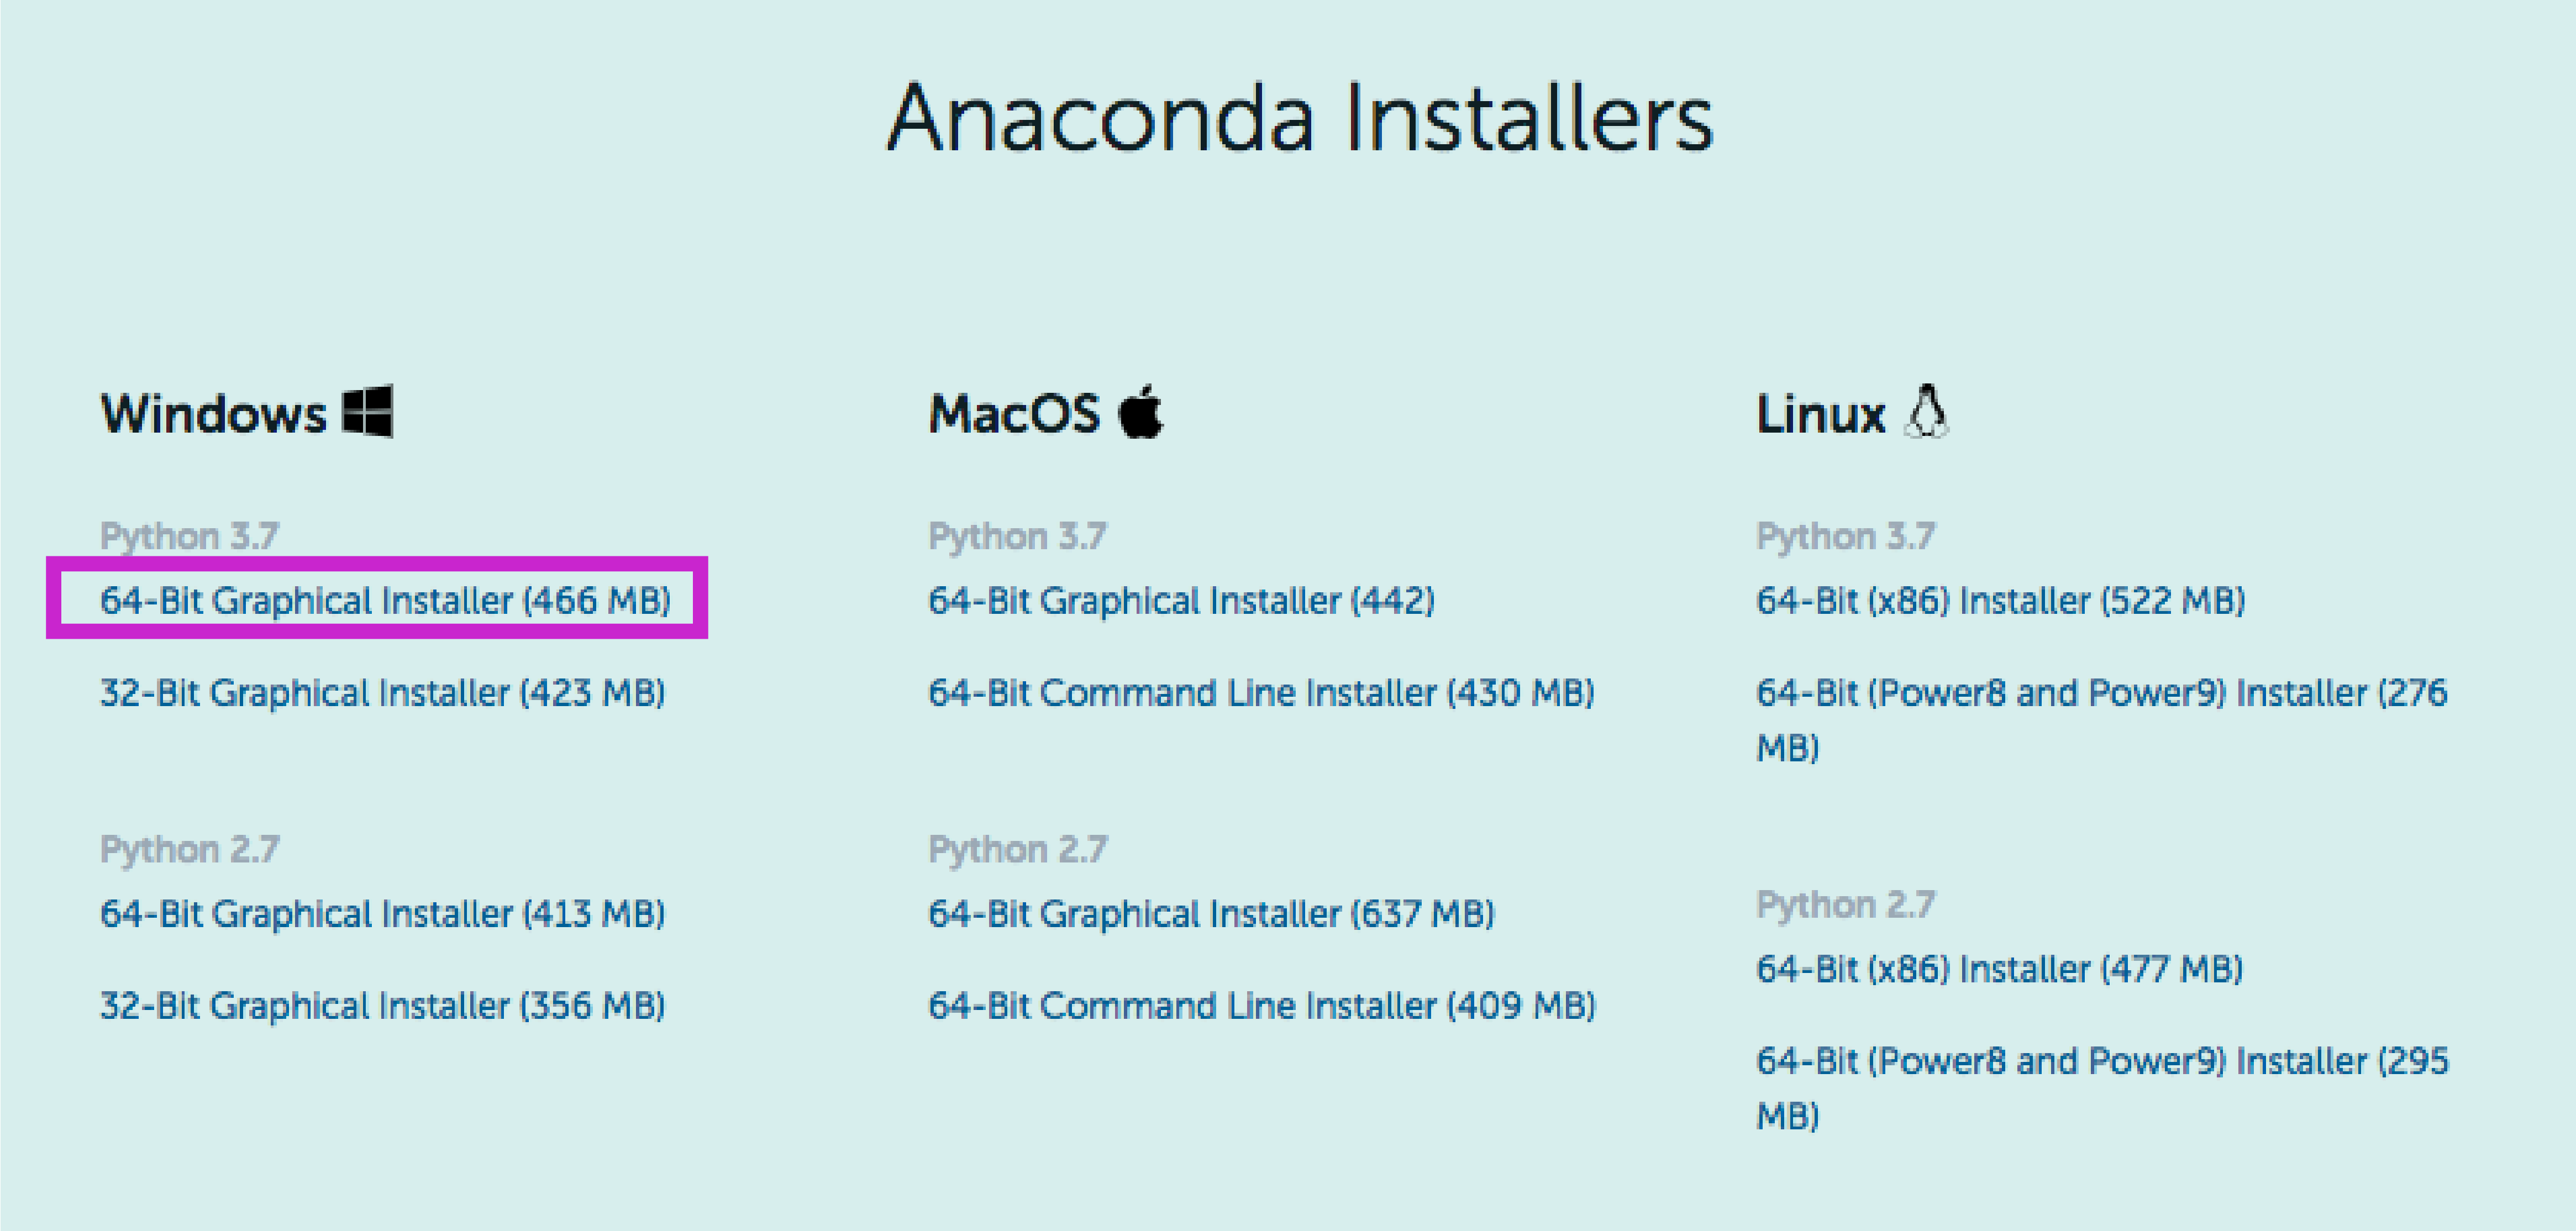 Anaconda Installers
Windows
Python 3.7
64-Bit Graphical Installer (466 MB)
32-Bit Graphical Installer (423 MB)
Python 2.7
64-Bit Graphical Installer (413 MB)
32-Bit Graphical Installer (356 MB)
MacOS
Python 3.7
64-Bit Graphical Installer (442)
64-Bit Command Line Installer (430 MB)
Python 2.7
64-Bit Graphical Installer (637 MB)
64-Bit Command Line Installer (409 MB)
Linux
Python 3.7
64-Bit (x86) Installer (522 MB)
64-Bit (Power8 and Power9) Installer (276
MB)
Python 2.7
64-Bit (x86) Installer (477 MB)
64-Bit (Power8 and Power9) Installer (295
MB)